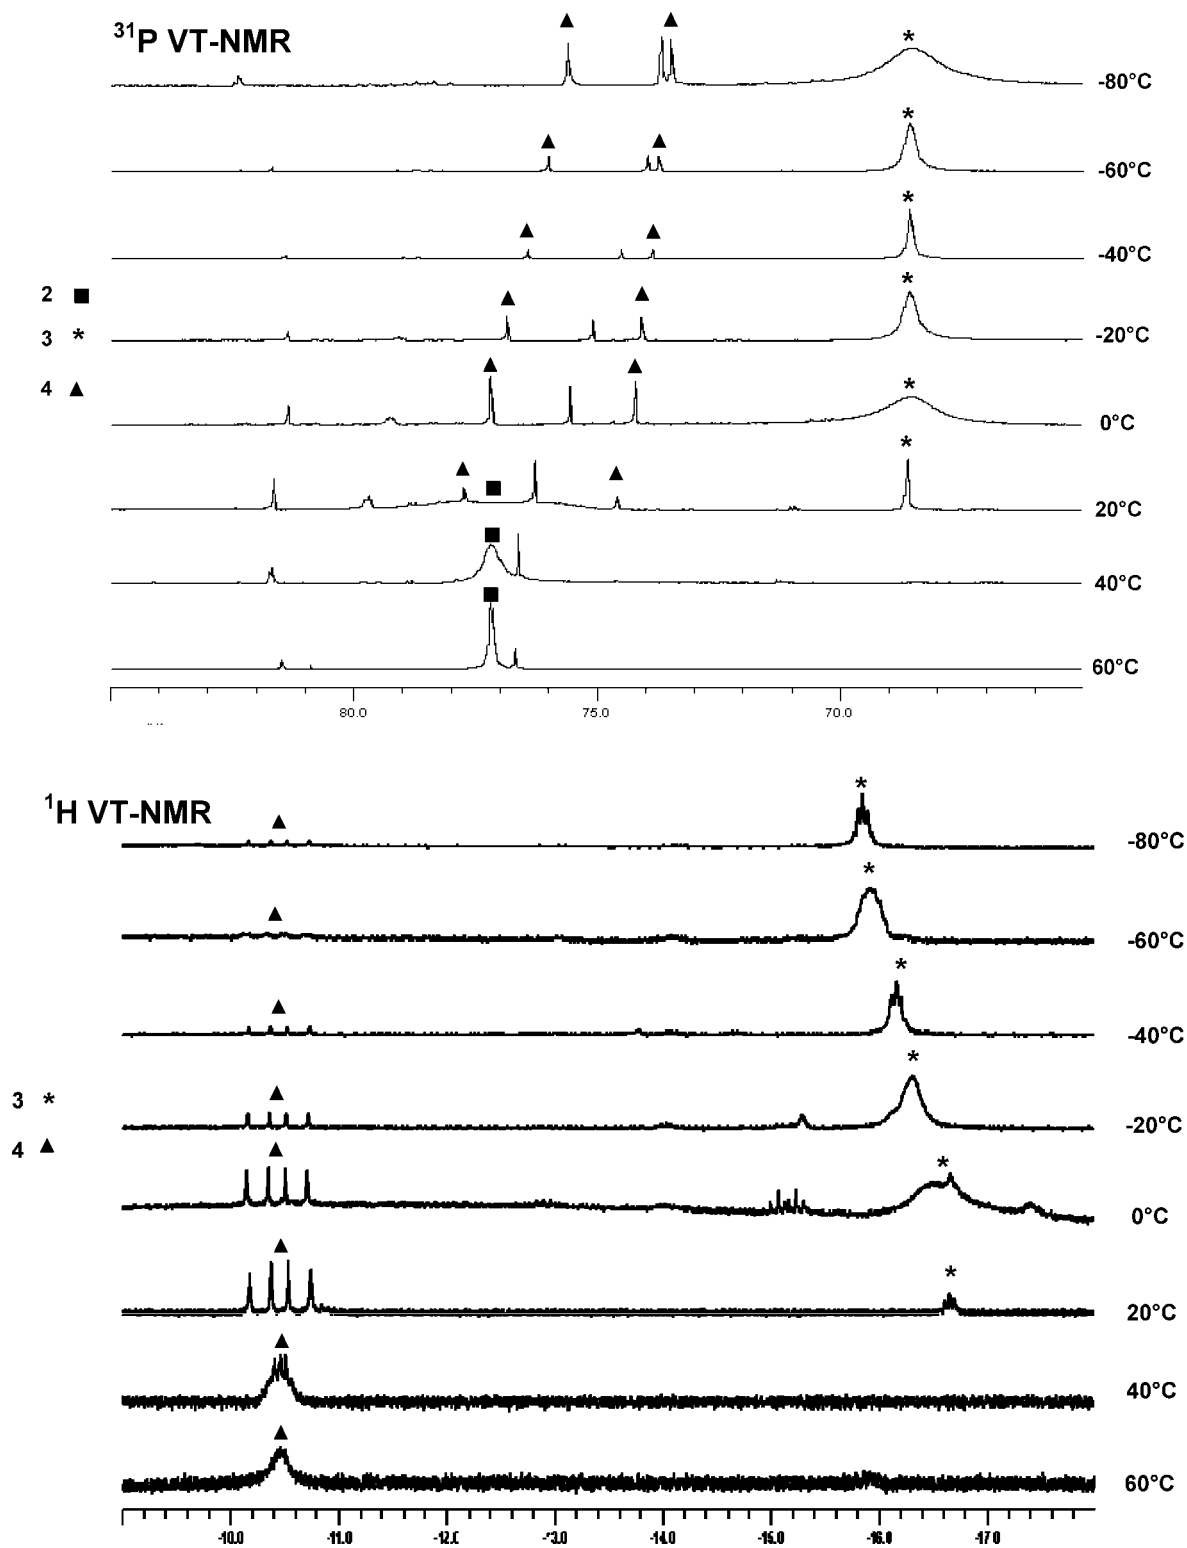 ³¹P VT-NMR
▲ ▲ *
-80°C
▲ ▲ *
-60°C
▲ ▲ *
-40°C
2 ■
3 *
4 ▲
▲ ▲ *
-20°C
▲ ▲ *
0°C
▲ ■ ▲ *
20°C
■
40°C
■
60°C
80.0 75.0 70.0
¹H VT-NMR
▲ *
-80°C
▲ *
-60°C
▲ *
-40°C
3 *
4 ▲
▲ *
-20°C
▲ *
0°C
▲ *
20°C
▲
40°C
▲
60°C
-10.0 -11.0 -12.0 -13.0 -14.0 -15.0 -16.0 -17.0